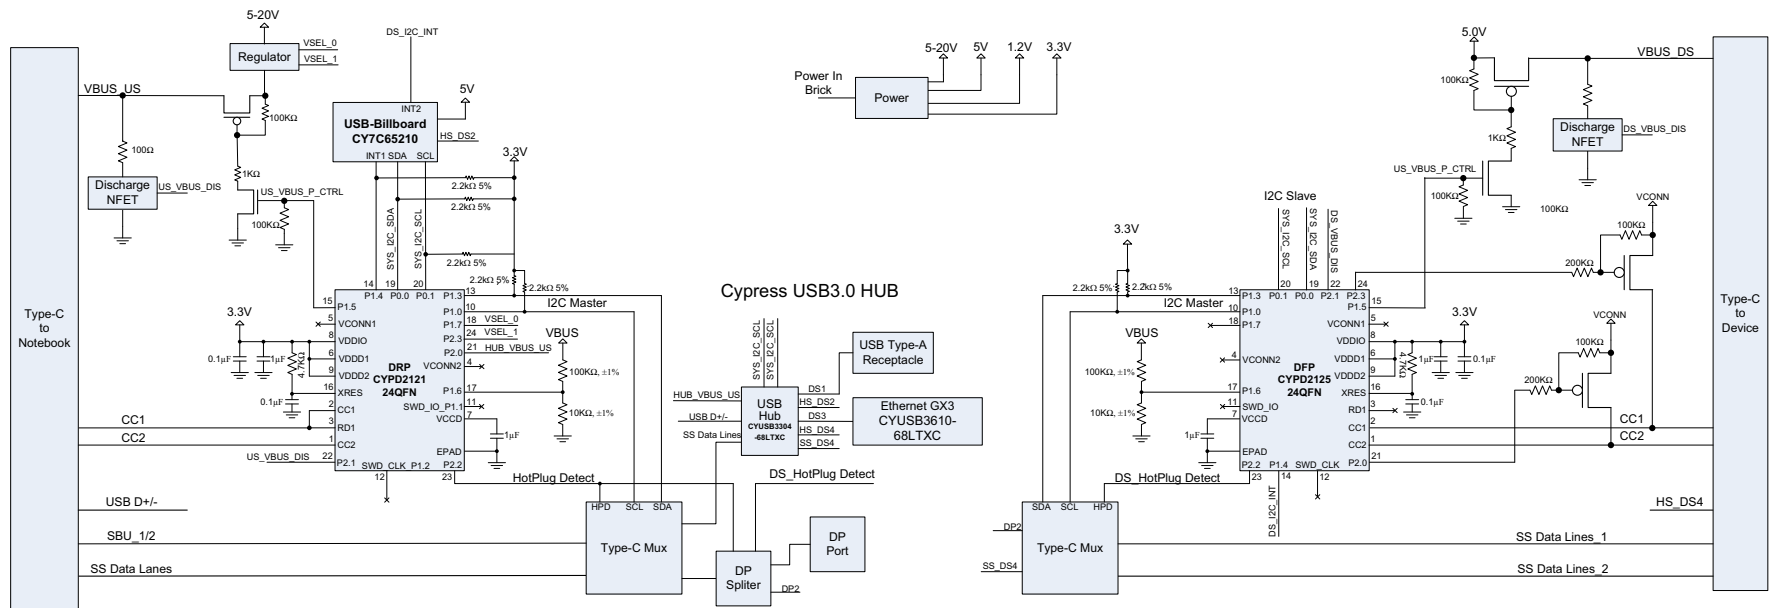 5-20V
Regulator
VSEL_0
VSEL_1
VBUS_US
100KΩ
100Ω
1KΩ
Discharge
NFET
US_VBUS_DIS
US_VBUS_P_CTRL
100KΩ
DS_I2C_INT
INT2
USB-Billboard
CY7C65210
INT1 SDA SCL
5V
HS_DS2
3.3V
2.2kΩ 5%
2.2kΩ 5%
2.2kΩ 5%
2.2kΩ 5%
2.2kΩ 5%
SYS_I2C_SDA
SYS_I2C_SCL
Type-C
to
Notebook
3.3V
0.1µF
1µF
4.7KΩ
0.1µF
14 19 20 13
P1.4 P0.0 P0.1 P1.3
15 P1.5
5 VCONN1
8 VDDIO
6 VDDD1
9 VDDD2
16 XRES
2 CC1
3 RD1
1 CC2
22 P2.1
DRP
CYPD2121
24QFN
P1.0 10
P1.7 18 VSEL_0
P2.3 24 VSEL_1
P2.0 21 HUB_VBUS_US
VCONN2 4
P1.6 17
SWD_IO_P1.1 11
VCCD 7
EPAD
SWD_CLK P1.2 P2.2
12 23
I2C Master
VBUS
100KΩ, ±1%
10KΩ, ±1%
1µF
CC1
CC2
US_VBUS_DIS
USB D+/-
SBU_1/2
SS Data Lanes
HotPlug Detect
HPD SCL SDA
Type-C Mux
DP
Spliter
DP
Port
DP2
DS_HotPlug Detect
Power In
Brick
Power
5-20V 5V 1.2V 3.3V
Cypress USB3.0 HUB
SYS_I2C_SCL
SYS_I2C_SCL
HUB_VBUS_US
USB D+/-
SS Data Lines
USB
Hub
CYUSB3304
-68LTXC
DS1
HS_DS2
DS3
HS_DS4
SS_DS4
USB Type-A
Receptacle
Ethernet GX3
CYUSB3610-
68LTXC
5.0V
100KΩ
VBUS_DS
1KΩ
Discharge
NFET
DS_VBUS_DIS
US_VBUS_P_CTRL
100KΩ
100KΩ
I2C Slave
SYS_I2C_SCL
SYS_I2C_SDA
DS_VBUS_DIS
3.3V
2.2kΩ 5%
2.2kΩ 5%
I2C Master
VBUS
100KΩ, ±1%
10KΩ, ±1%
1µF
20 19 22 24
13 P1.3 P0.1 P0.0 P2.1 P2.3
10 P1.0
18 P1.7
4 VCONN2
17 P1.6
11 SWD_IO
7 VCCD
EPAD
P2.2 P1.4 SWD_CLK
23 14 12
DFP
CYPD2125
24QFN
P1.5 15
VCONN1 5
VDDIO 8
VDDD1 6
VDDD2 9
XRES 16
RD1 3
CC1 2
CC2 1
P2.0 21
3.3V
4.7KΩ
1µF
0.1µF
0.1µF
VCONN
100KΩ
200KΩ
VCONN
100KΩ
200KΩ
CC1
CC2
DS_HotPlug Detect
DS_I2C_INT
SDA SCL HPD
Type-C Mux
DP2
SS_DS4
HS_DS4
SS Data Lines_1
SS Data Lines_2
Type-C
to
Device